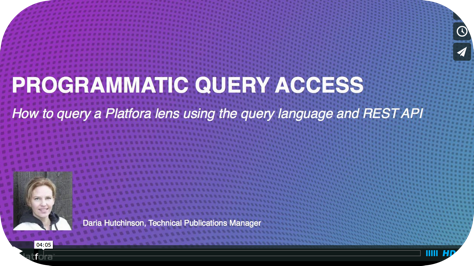 PROGRAMMATIC QUERY ACCESS
How to query a Platfora lens using the query language and REST API
Daria Hutchinson, Technical Publications Manager
04:05
HD